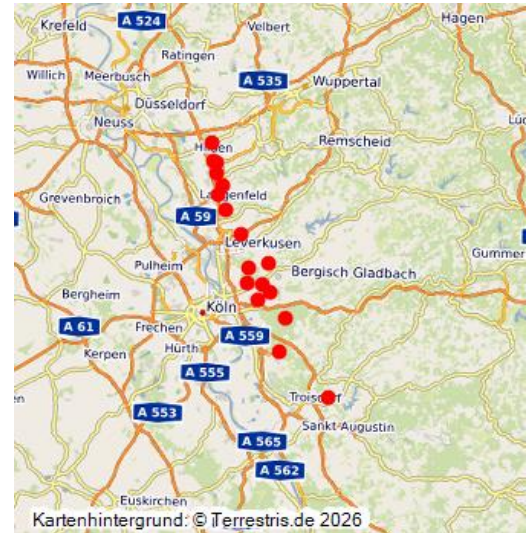 A 524
Hagen
Krefeld
Velbert
Ratingen
Willich
Meerbusch
A 535
Wuppertal
Düsseldorf
Neuss
Remscheid
Grevenbroich
A 59
Leverkusen
Pulheim
Bergisch Gladbach
Gummer
Bergheim
Köln
A 61
Frechen
A 559
Kerpen
Hürth
A 555
A 553
Troisdorf
Sankt Augustin
A 565
A 562
Euskirchen
Kartenhintergrund: © Terrestris.de 2026